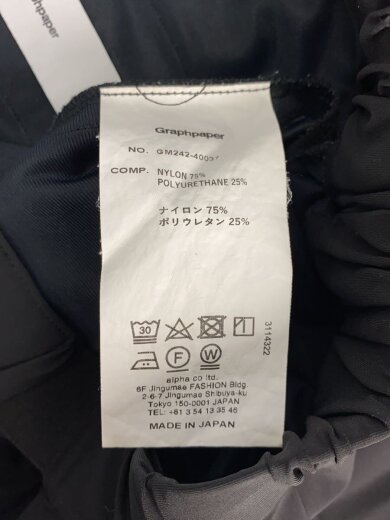 Graphpaper
Graphpaper
NO. GM242-40097
COMP. NYLON 75%
POLYURETHANE 25%
ナイロン 75%
ポリウレタン 25%
30
F
W
3114322
alpha co ltd.
6F Jingumae FASHION Bldg.
2-6-7 Jingumae Shibuya-ku
Tokyo 150-0001 JAPAN
TEL: +81 3 54 13 35 46
MADE IN JAPAN